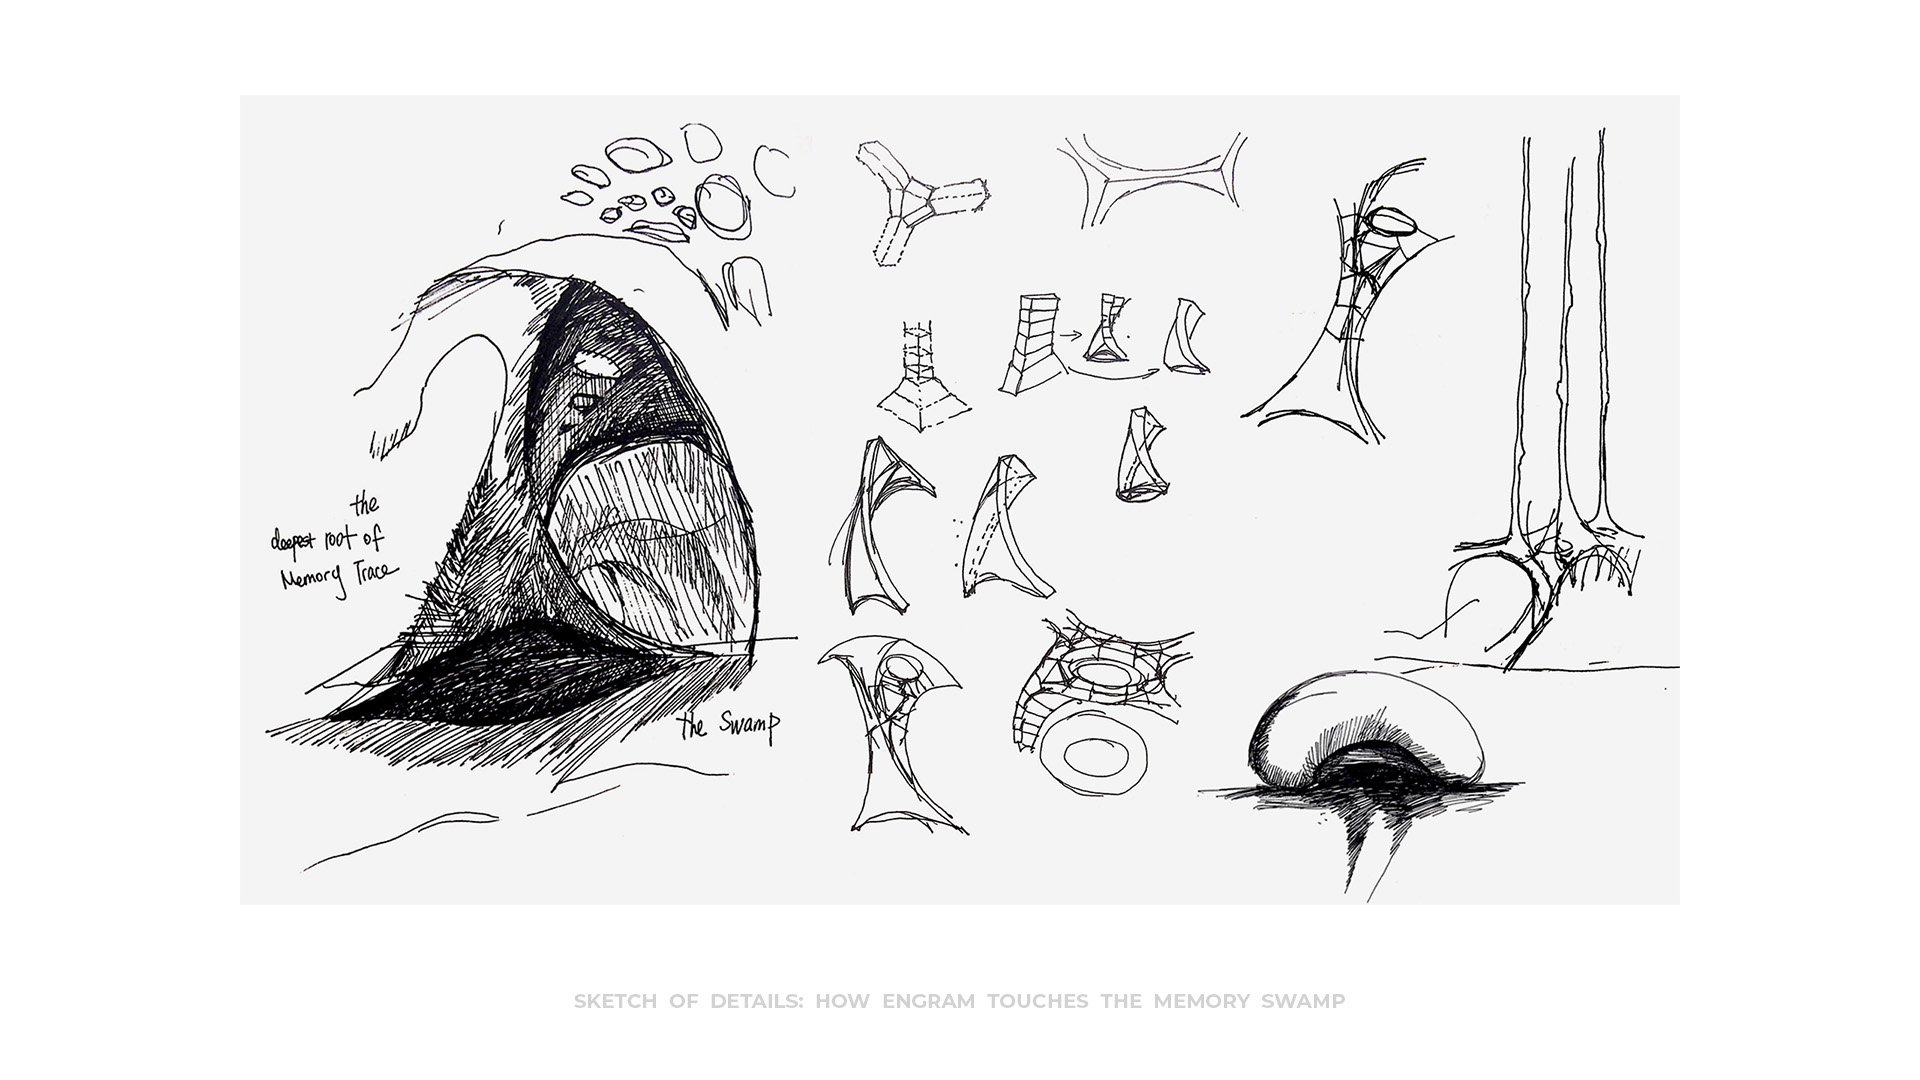 the
deepest root of
Memory Trace
the Swamp
SKETCH OF DETAILS: HOW ENGRAM TOUCHES THE MEMORY SWAMP